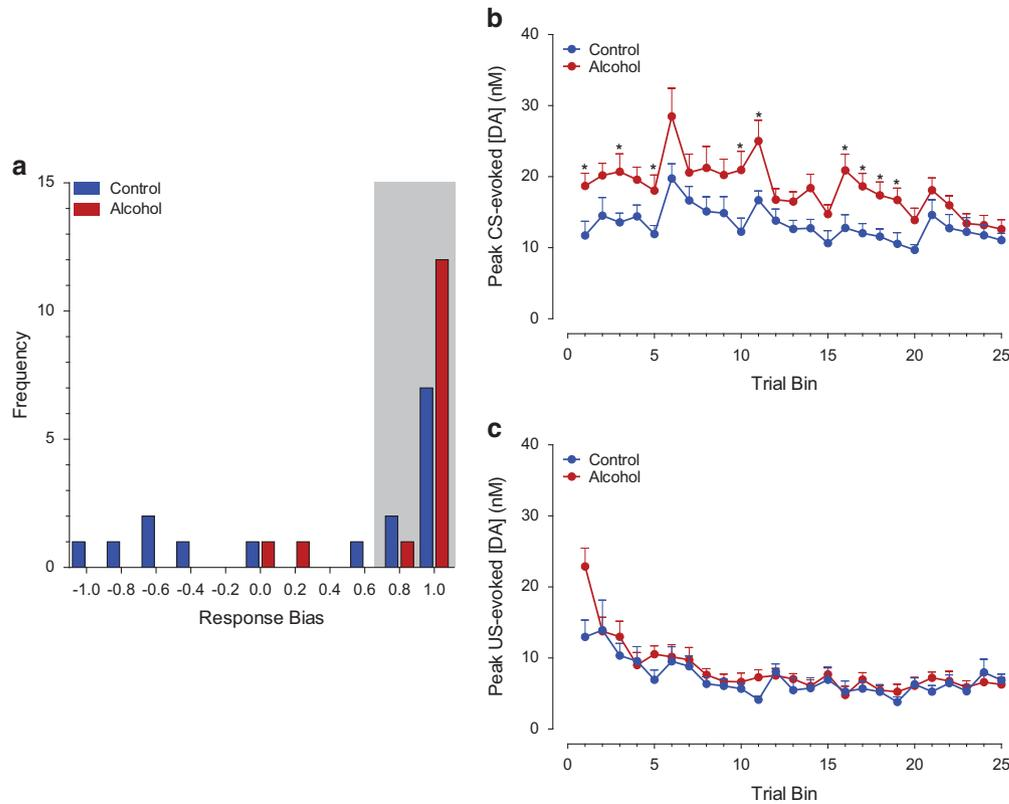 a
Control
Alcohol
15
10
5
0
Frequency
-1.0 -0.8 -0.6 -0.4 -0.2 0.0 0.2 0.4 0.6 0.8 1.0
Response Bias
b
Control
Alcohol
40
30
20
10
0
Peak CS-evoked [DA] (nM)
* * * * * * * * *
0 5 10 15 20 25
Trial Bin
c
Control
Alcohol
40
30
20
10
0
Peak US-evoked [DA] (nM)
0 5 10 15 20 25
Trial Bin